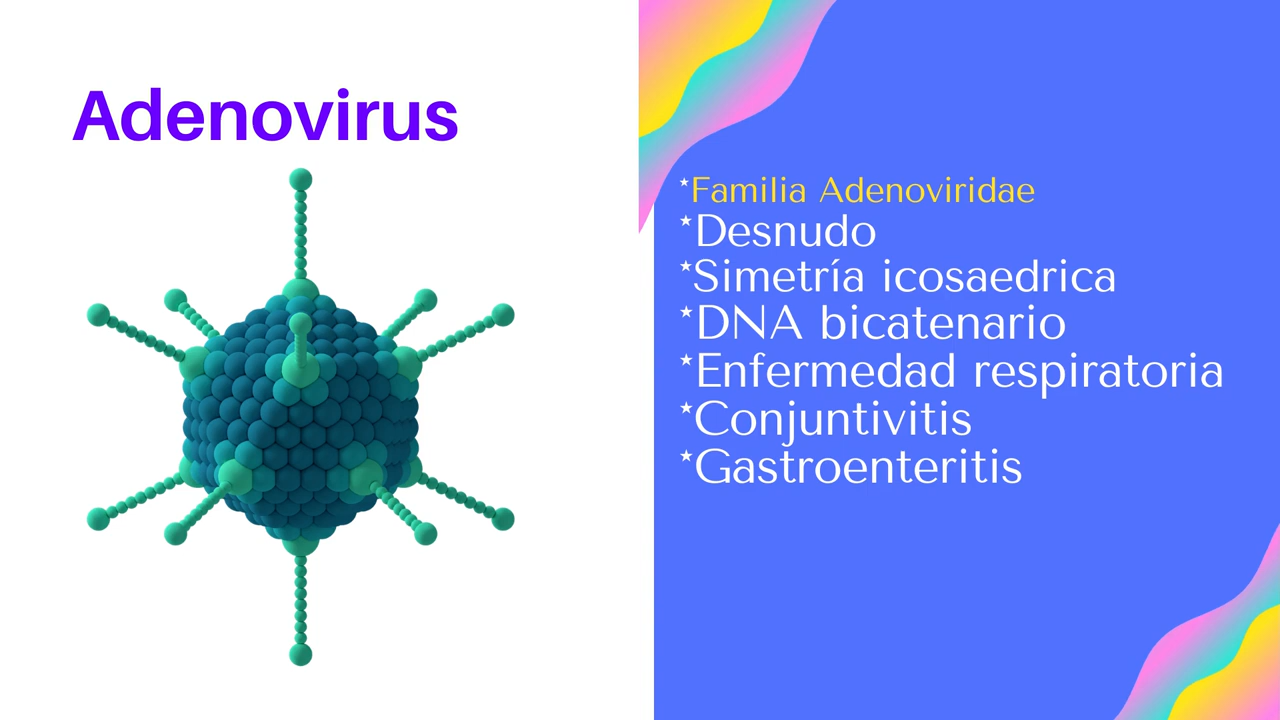 Adenovirus
*Familia Adenoviridae
*Desnudo
*Simetría icosaedrica
*DNA bicatenario
*Enfermedad respiratoria
*Conjuntivitis
*Gastroenteritis